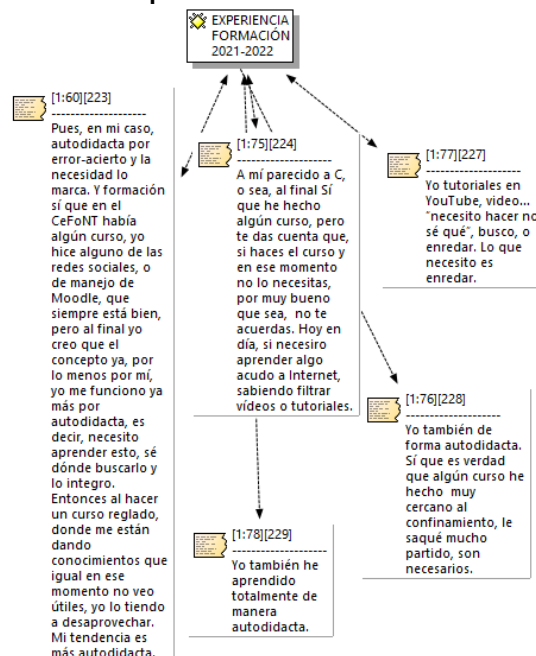 EXPERIENCIA
FORMACIÓN
2021-2022
[1:60][223]
--------------------
Pues, en mi caso,
autodidacta por
error-acierto y la
necesidad lo
marca. Y formación
sí que en el
CeFoNT había
algún curso, yo
hice alguno de las
redes sociales, o
de manejo de
Moodle, que
siempre está bien,
pero al final yo
creo que el
concepto ya, por
lo menos por mí,
yo me funciono ya
más por
autodidacta, es
decir, necesito
aprender esto, sé
dónde buscarlo y
lo integro.
Entonces al hacer
un curso reglado,
donde me están
dando
conocimientos que
igual en ese
momento no veo
útiles, yo lo tiendo
a desaprovechar.
Mi tendencia es
más autodidacta.
[1:75][224]
--------------------
A mí parecido a C,
o sea, al final Sí
que he hecho
algún curso, pero
te das cuenta que,
si haces el curso y
en ese momento
no lo necesitas,
por muy bueno
que sea, no te
acuerdas. Hoy en
día, si necesiro
aprender algo
acudo a Internet,
sabiendo filtrar
vídeos o tutoriales.
[1:77][227]
--------------------
Yo tutoriales en
YouTube, video...
"necesito hacer no
sé qué", busco, o
enredar. Lo que
necesito es
enredar.
[1:76][228]
--------------------
Yo también de
forma autodidacta.
Sí que es verdad
que algún curso he
hecho muy
cercano al
confinamiento, le
saqué mucho
partido, son
necesarios.
[1:78][229]
--------------------
Yo también he
aprendido
totalmente de
manera
autodidacta.